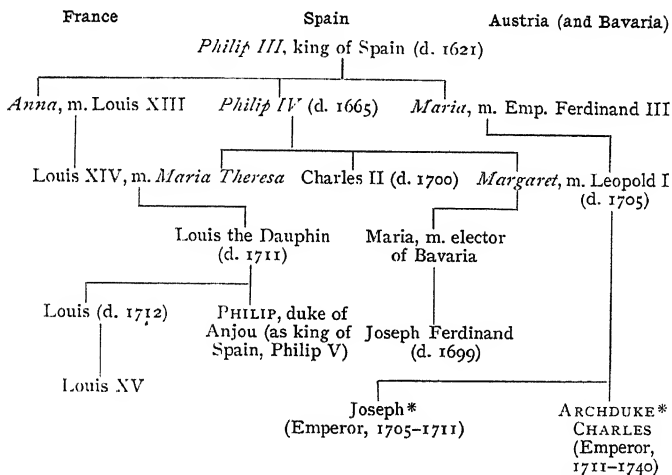 France Spain Austria (and Bavaria)
Philip III, king of Spain (d. 1621)
Anna, m. Louis XIII Philip IV (d. 1665) Maria, m. Emp. Ferdinand III
Louis XIV, m. Maria Theresa Charles II (d. 1700) Margaret, m. Leopold I
(d. 1705)
Louis the Dauphin Maria, m. elector
(d. 1711) of Bavaria
Louis (d. 1712) PHILIP, duke of
Anjou (as king of Joseph Ferdinand
Spain, Philip V) (d. 1699)
Louis XV
Joseph* ARCHDUKE*
(Emperor, 1705–1711) CHARLES
(Emperor,
1711–1740)